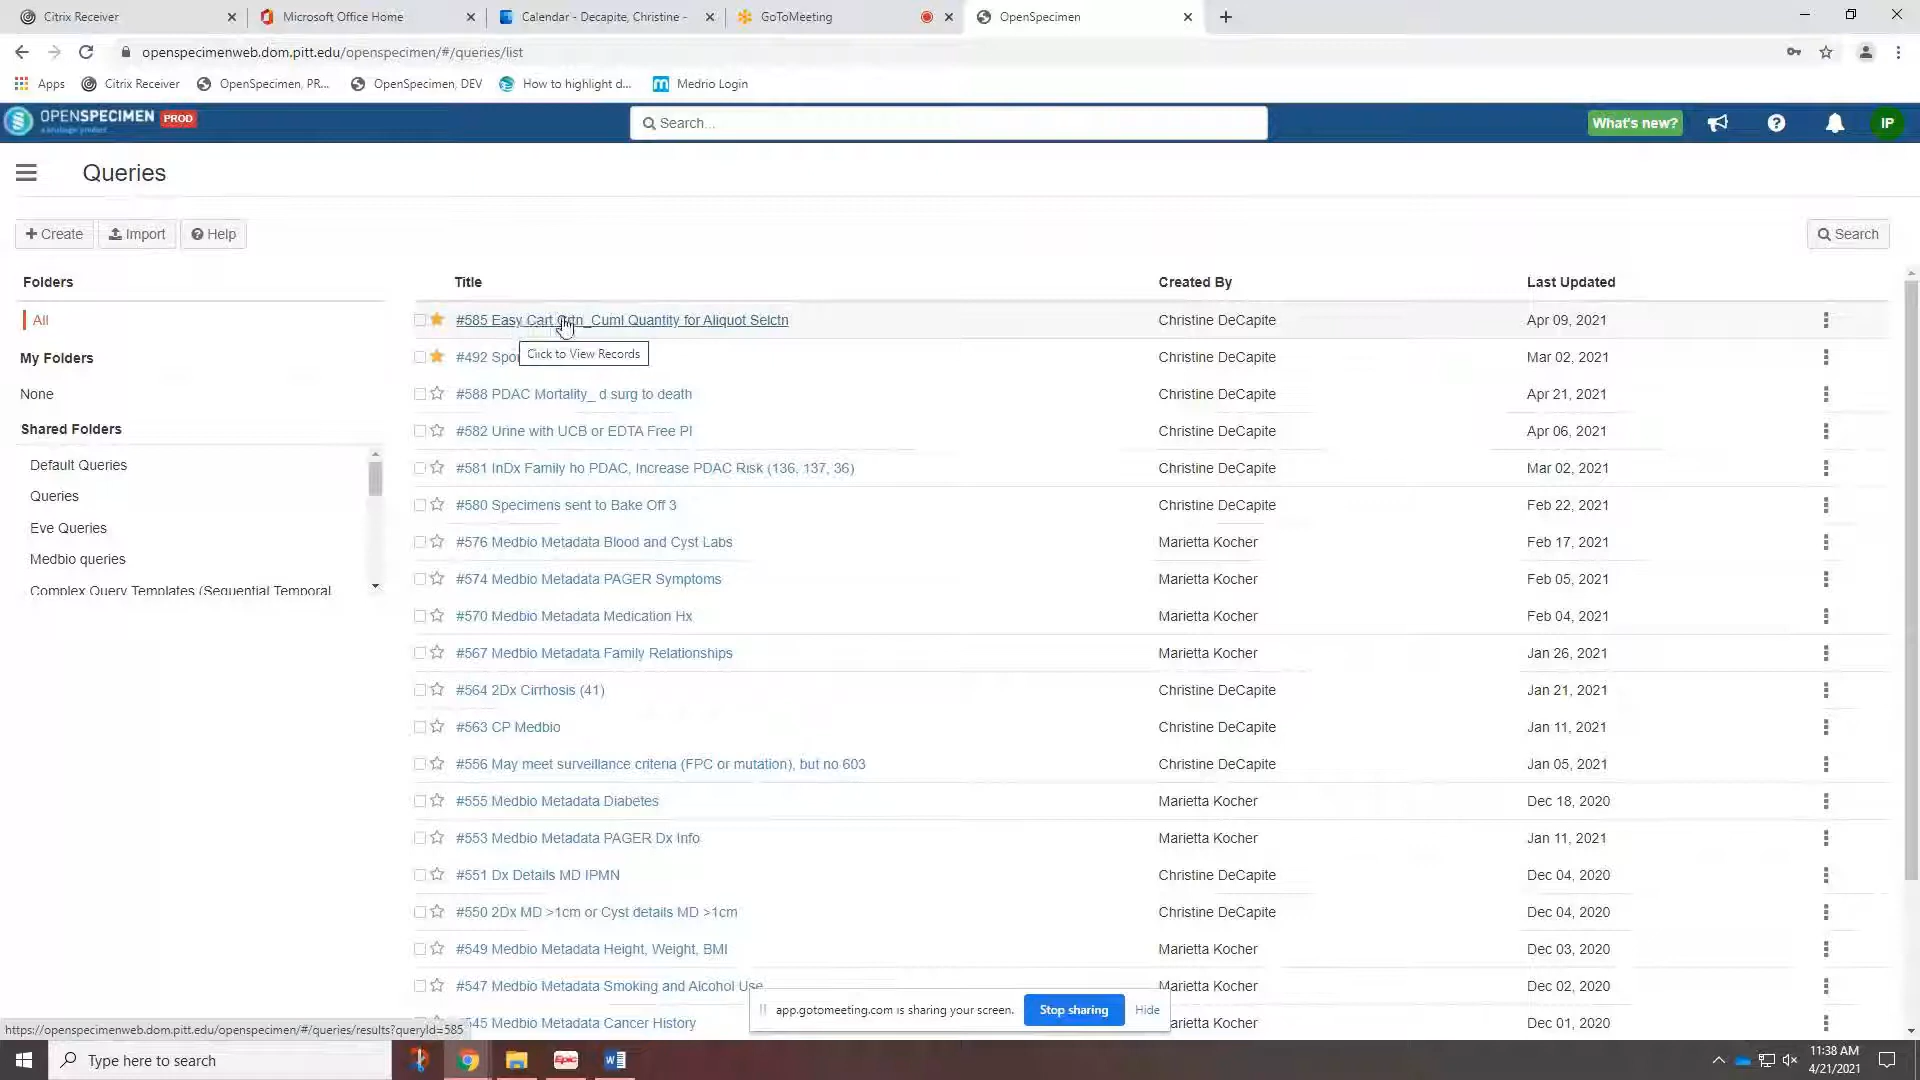 Citrix Receiver
Microsoft Office Home
Calendar - Decapite, Christine -
GoToMeeting
OpenSpecimen
openspecimenweb.dom.pitt.edu/openspecimen/#/queries/list
Apps
Citrix Receiver
OpenSpecimen, PR...
OpenSpecimen, DEV
How to highlight d...
Medrio Login
OPENSPECIMEN PROD
Search...
What's new?
IP
Queries
Create
Import
Help
Search
Folders
Title
Created By
Last Updated
All
My Folders
None
Shared Folders
Default Queries
Queries
Eve Queries
Medbio queries
Complex Query Templates (Sequential Temporal
#585 Easy Cart Crtn_Cuml Quantity for Aliquot Selctn Christine DeCapite Apr 09, 2021
Click to View Records
#492 Christine DeCapite Mar 02, 2021
#588 PDAC Mortality_ d surg to death Christine DeCapite Apr 21, 2021
#582 Urine with UCB or EDTA Free Pl Christine DeCapite Apr 06, 2021
#581 InDx Family ho PDAC, Increase PDAC Risk (136, 137, 36) Christine DeCapite Mar 02, 2021
#580 Specimens sent to Bake Off 3 Christine DeCapite Feb 22, 2021
#576 Medbio Metadata Blood and Cyst Labs Marietta Kocher Feb 17, 2021
#574 Medbio Metadata PAGER Symptoms Marietta Kocher Feb 05, 2021
#570 Medbio Metadata Medication Hx Marietta Kocher Feb 04, 2021
#567 Medbio Metadata Family Relationships Marietta Kocher Jan 26, 2021
#564 2Dx Cirrhosis (41) Christine DeCapite Jan 21, 2021
#563 CP Medbio Christine DeCapite Jan 11, 2021
#556 May meet surveillance criteria (FPC or mutation), but no 603 Christine DeCapite Jan 05, 2021
#555 Medbio Metadata Diabetes Marietta Kocher Dec 18, 2020
#553 Medbio Metadata PAGER Dx Info Marietta Kocher Jan 11, 2021
#551 Dx Details MD IPMN Christine DeCapite Dec 04, 2020
#550 2Dx MD >1cm or Cyst details MD >1cm Christine DeCapite Dec 04, 2020
#549 Medbio Metadata Height, Weight, BMI Marietta Kocher Dec 03, 2020
#547 Medbio Metadata Smoking and Alcohol Use Marietta Kocher Dec 02, 2020
545 Medbio Metadata Cancer History arietta Kocher Dec 01, 2020
app.gotomeeting.com is sharing your screen.
Stop sharing
Hide
https://openspecimenweb.dom.pitt.edu/openspecimen/#/queries/results?queryId=585
Type here to search
Epic
W
11:38 AM
4/21/2021